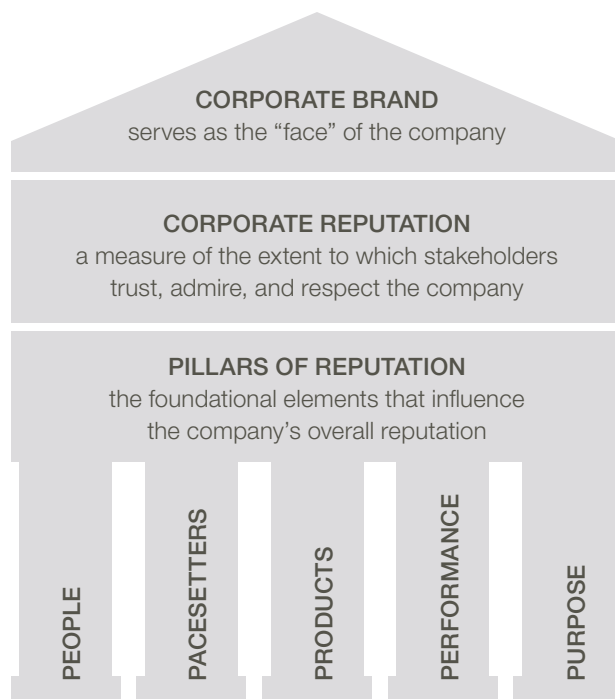 CORPORATE BRAND
serves as the “face” of the company
CORPORATE REPUTATION
a measure of the extent to which stakeholders
trust, admire, and respect the company
PILLARS OF REPUTATION
the foundational elements that influence
the company’s overall reputation
PEOPLE
PACESETTERS
PRODUCTS
PERFORMANCE
PURPOSE